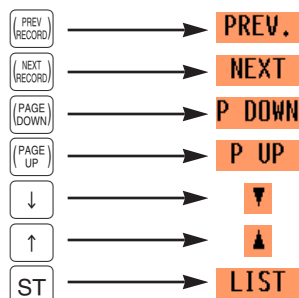 (PREV RECORD) PREV.
(NEXT RECORD) NEXT
(PAGE DOWN) P DOWN
(PAGE UP) P UP
↓ ▼
↑ ▲
ST LIST